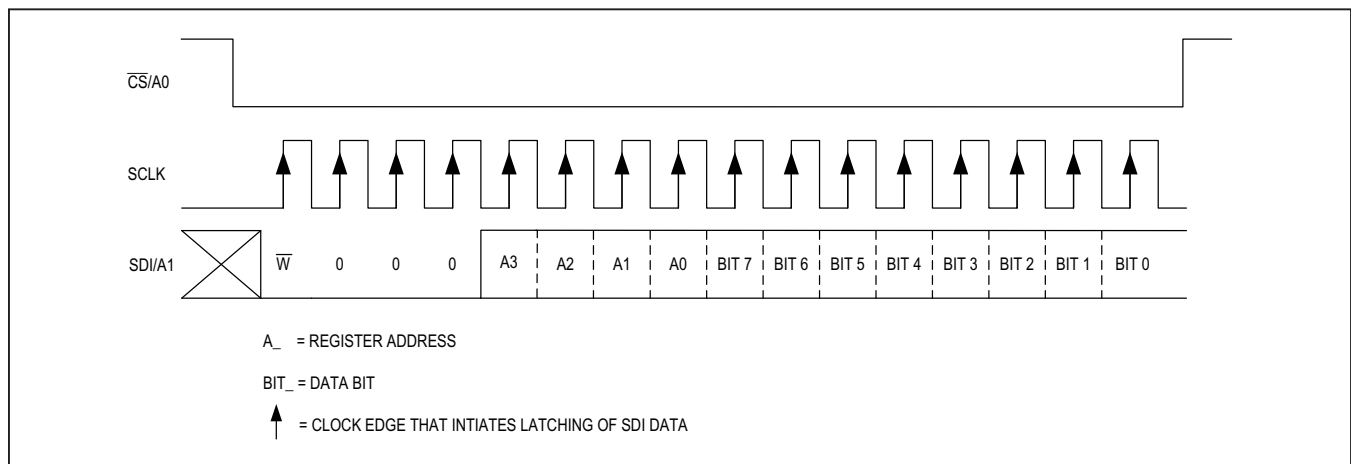 C̅S̅/A0
SCLK
SDI/A1 W̅ 0 0 0 A3 A2 A1 A0 BIT 7 BIT 6 BIT 5 BIT 4 BIT 3 BIT 2 BIT 1 BIT 0
A_ = REGISTER ADDRESS
BIT_ = DATA BIT
= CLOCK EDGE THAT INTIATES LATCHING OF SDI DATA